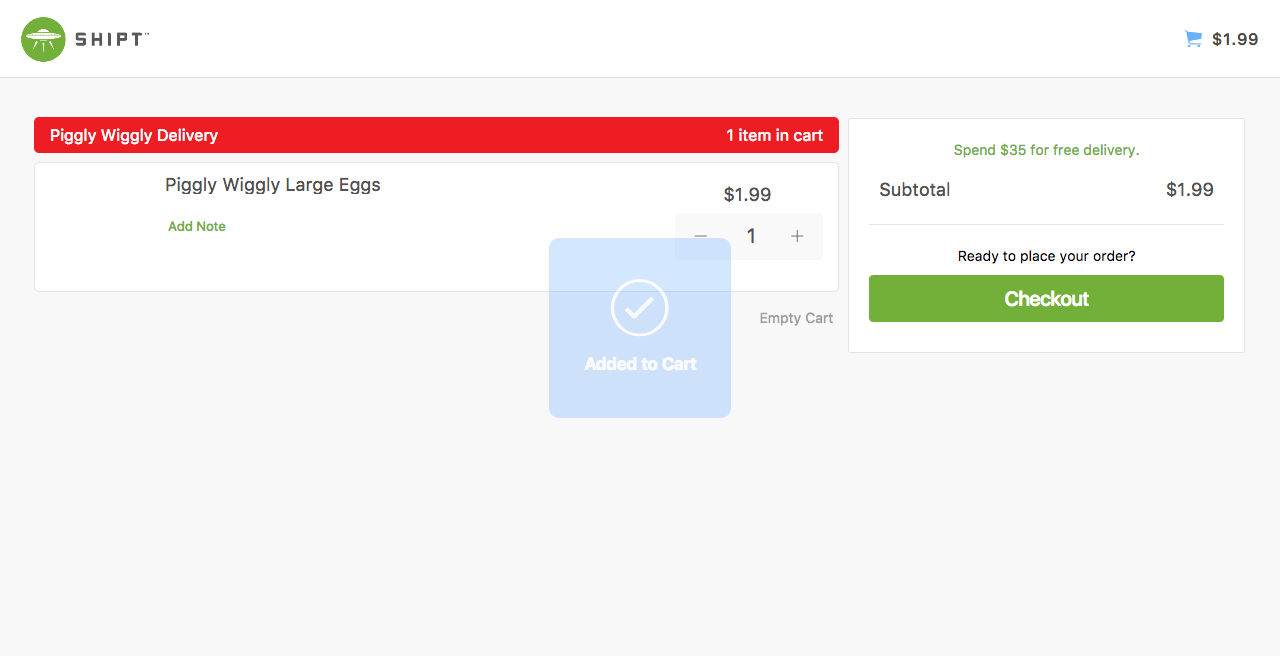 SHIPT™
$1.99
Piggly Wiggly Delivery
1 item in cart
Piggly Wiggly Large Eggs
$1.99
Add Note
− 1 +
Empty Cart
Added to Cart
Spend $35 for free delivery.
Subtotal
$1.99
Ready to place your order?
Checkout